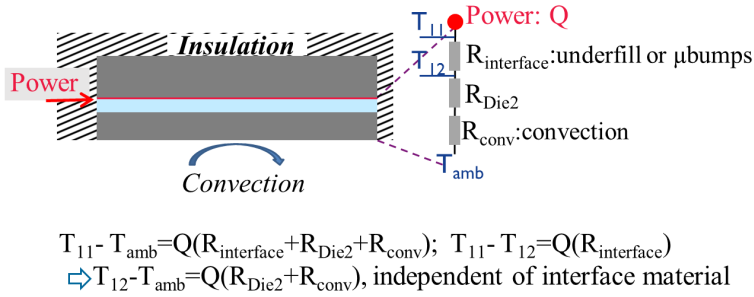 Insulation
Power
Convection
Power: Q
T11
Rinterface:underfill or μbumps
T12
RDie2
Rconv:convection
Tamb
T11- Tamb=Q(Rinterface+RDie2+Rconv); T11- T12=Q(Rinterface)
⇨T12-Tamb=Q(RDie2+Rconv), independent of interface material